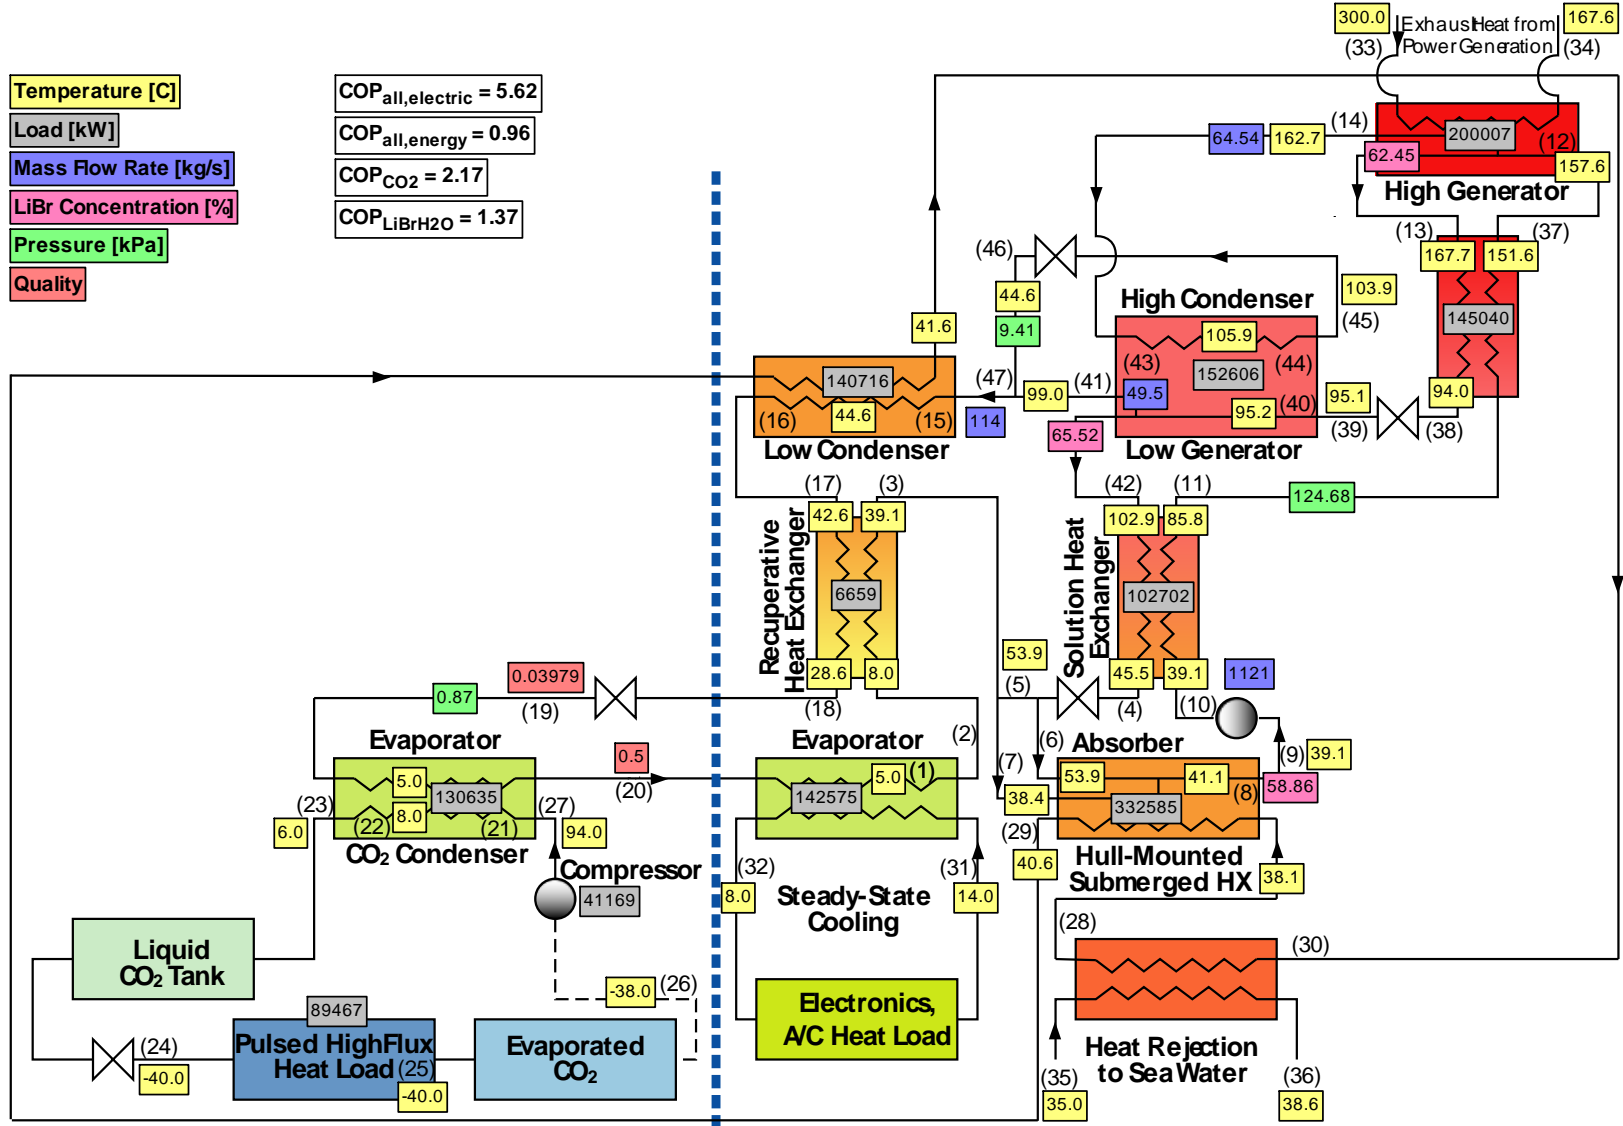 300.0
Exhaust Heat from
Power Generation
167.6
(33)
(34)
Temperature [C]
Load [kW]
Mass Flow Rate [kg/s]
LiBr Concentration [%]
Pressure [kPa]
Quality
COPall,electric = 5.62
COPall,energy = 0.96
COPCO2 = 2.17
COPLiBrH2O = 1.37
64.54
162.7
(14)
200007
(12)
62.45
157.6
High Generator
(13)
(37)
167.7
151.6
145040
94.0
(46)
44.6
9.41
103.9
(45)
High Condenser
105.9
(43)
(44)
152606
49.5
95.2
(40)
Low Generator
95.1
(39)
(38)
41.6
140716
44.6
(16)
(15)
Low Condenser
(47)
114
99.0
(41)
65.52
(17)
(3)
42.6
39.1
Recuperative
Heat Exchanger
6659
28.6
8.0
(18)
(42)
(11)
124.68
102.9
85.8
Solution Heat
Exchanger
102702
45.5
39.1
1121
53.9
(5)
(4)
(10)
0.03979
0.87
(19)
Evaporator
5.0
130635
8.0
(22)
(21)
CO2 Condenser
0.5
(20)
(23)
6.0
(27)
94.0
Compressor
41169
Evaporator
5.0
(1)
142575
(2)
(32)
8.0
(31)
14.0
Steady-State
Cooling
Electronics,
A/C Heat Load
(6)
(7)
Absorber
53.9
41.1
38.4
332585
(8)
(9)
39.1
58.86
(29)
40.6
Hull-Mounted
Submerged HX
38.1
(28)
(30)
Heat Rejection
to Sea Water
(35)
35.0
(36)
38.6
Liquid
CO2 Tank
(24)
-40.0
89467
Pulsed HighFlux
Heat Load
(25)
-40.0
Evaporated
CO2
-38.0
(26)